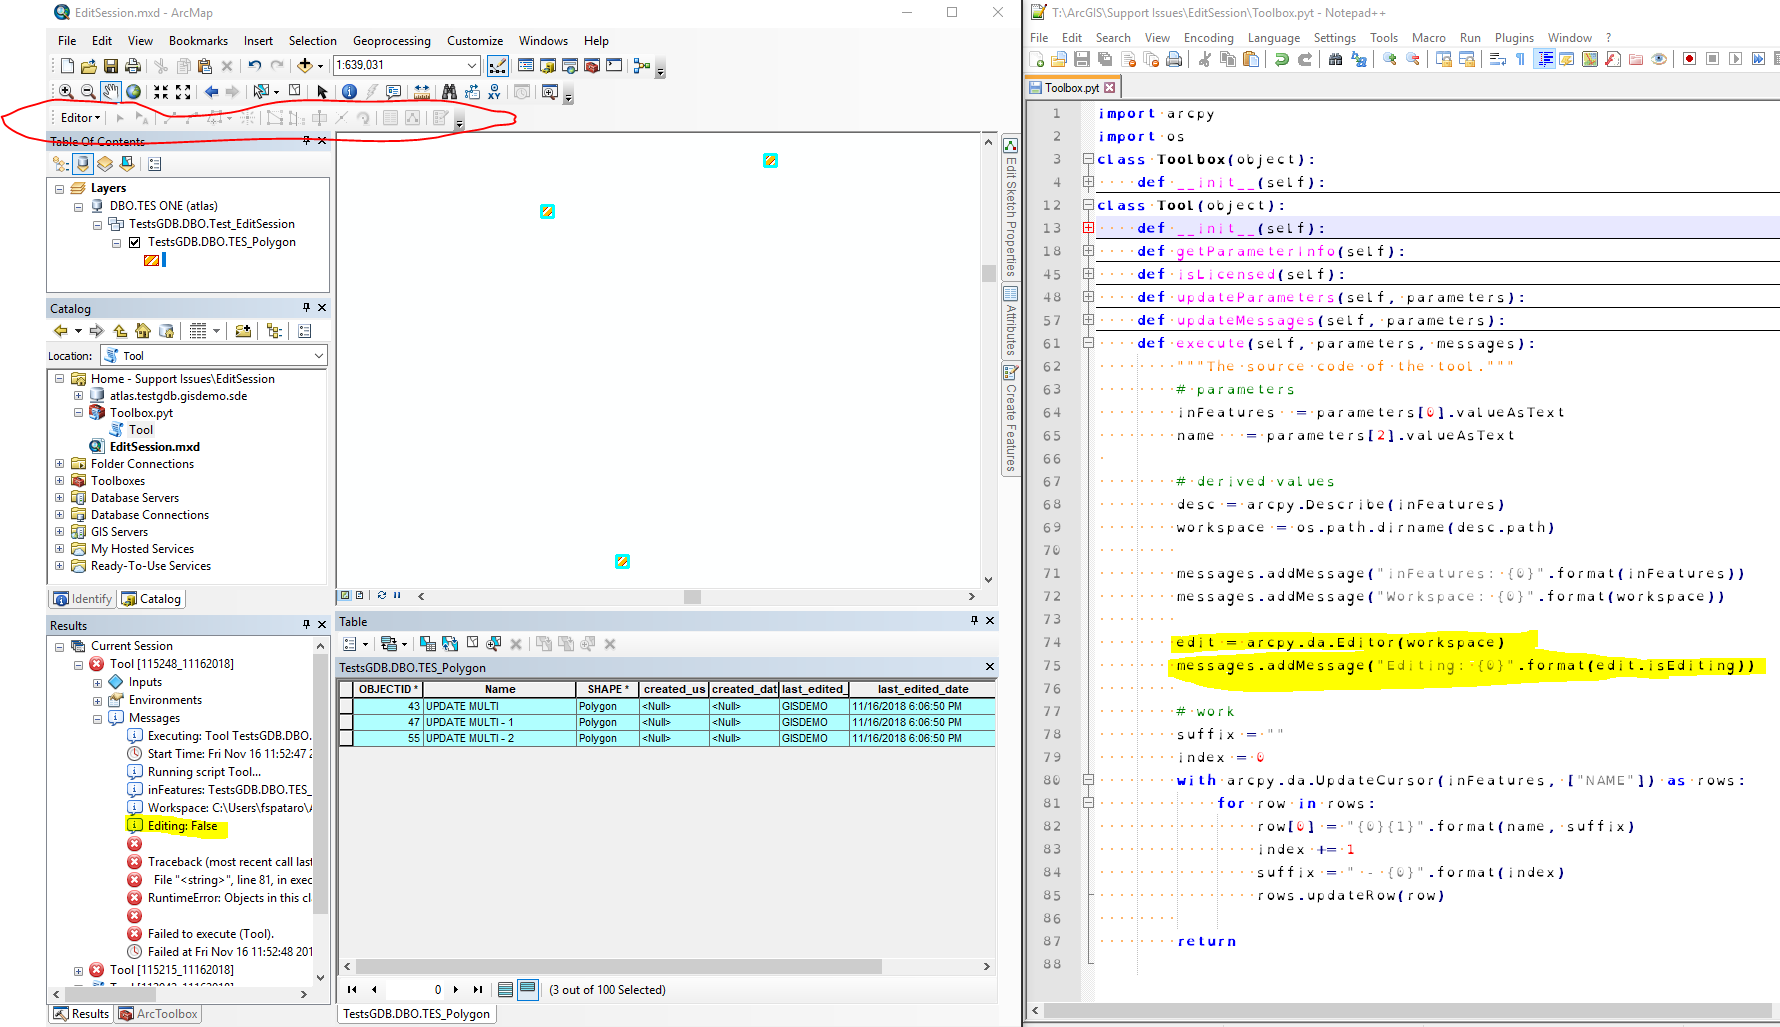 EditSession.mxd - ArcMap
File Edit View Bookmarks Insert Selection Geoprocessing Customize Windows Help
1:639,031
Editor
Table Of Contents
Layers
DBO.TES ONE (atlas)
TestsGDB.DBO.Test_EditSession
TestsGDB.DBO.TES_Polygon
Catalog
Location: Tool
Home - Support Issues\EditSession
atlas.testgdb.gisdemo.sde
Toolbox.pyt
Tool
EditSession.mxd
Folder Connections
Toolboxes
Database Servers
Database Connections
GIS Servers
My Hosted Services
Ready-To-Use Services
Identify Catalog
Results
Current Session
Tool [115248_11162018]
Inputs
Environments
Messages
Executing: Tool TestsGDB.DBO.
Start Time: Fri Nov 16 11:52:47 2
Running script Tool...
inFeatures: TestsGDB.DBO.TES_
Workspace: C:\Users\fspataro\A
Editing: False
Traceback (most recent call last
File "<string>", line 81, in exec
RuntimeError: Objects in this cl
Failed to execute (Tool).
Failed at Fri Nov 16 11:52:48 201
Tool [115215_11162018]
Results ArcToolbox
Edit Sketch Properties
Attributes
Create Features
Table
TestsGDB.DBO.TES_Polygon
OBJECTID * Name SHAPE * created_us created_dat last_edited_ last_edited_date
43 UPDATE MULTI Polygon <Null> <Null> GISDEMO 11/16/2018 6:06:50 PM
47 UPDATE MULTI - 1 Polygon <Null> <Null> GISDEMO 11/16/2018 6:06:50 PM
55 UPDATE MULTI - 2 Polygon <Null> <Null> GISDEMO 11/16/2018 6:06:50 PM
0 (3 out of 100 Selected)
TestsGDB.DBO.TES_Polygon
T:\ArcGIS\Support Issues\EditSession\Toolbox.pyt - Notepad++
File Edit Search View Encoding Language Settings Tools Macro Run Plugins Window ?
Toolbox.pyt
1 import arcpy
2 import os
3 class Toolbox(object):
4 def __init__(self):
12 class Tool(object):
13 def __init__(self):
18 def getParameterInfo(self):
45 def isLicensed(self):
48 def updateParameters(self, parameters):
57 def updateMessages(self, parameters):
61 def execute(self, parameters, messages):
62 """The source code of the tool."""
63 # parameters
64 inFeatures = parameters[0].valueAsText
65 name = parameters[2].valueAsText
66
67 # derived values
68 desc = arcpy.Describe(inFeatures)
69 workspace = os.path.dirname(desc.path)
70
71 messages.addMessage("inFeatures: {0}".format(inFeatures))
72 messages.addMessage("Workspace: {0}".format(workspace))
73
74 edit = arcpy.da.Editor(workspace)
75 messages.addMessage("Editing: {0}".format(edit.isEditing))
76
77 # work
78 suffix = ""
79 index = 0
80 with arcpy.da.UpdateCursor(inFeatures, ["NAME"]) as rows:
81 for row in rows:
82 row[0] = "{0}{1}".format(name, suffix)
83 index += 1
84 suffix = " - {0}".format(index)
85 rows.updateRow(row)
86
87 return
88